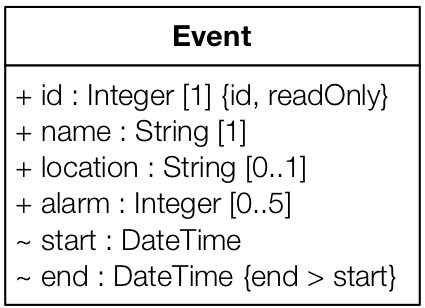 Event
+ id : Integer [1] {id, readOnly}
+ name : String [1]
+ location : String [0..1]
+ alarm : Integer [0..5]
~ start : DateTime
~ end : DateTime {end > start}